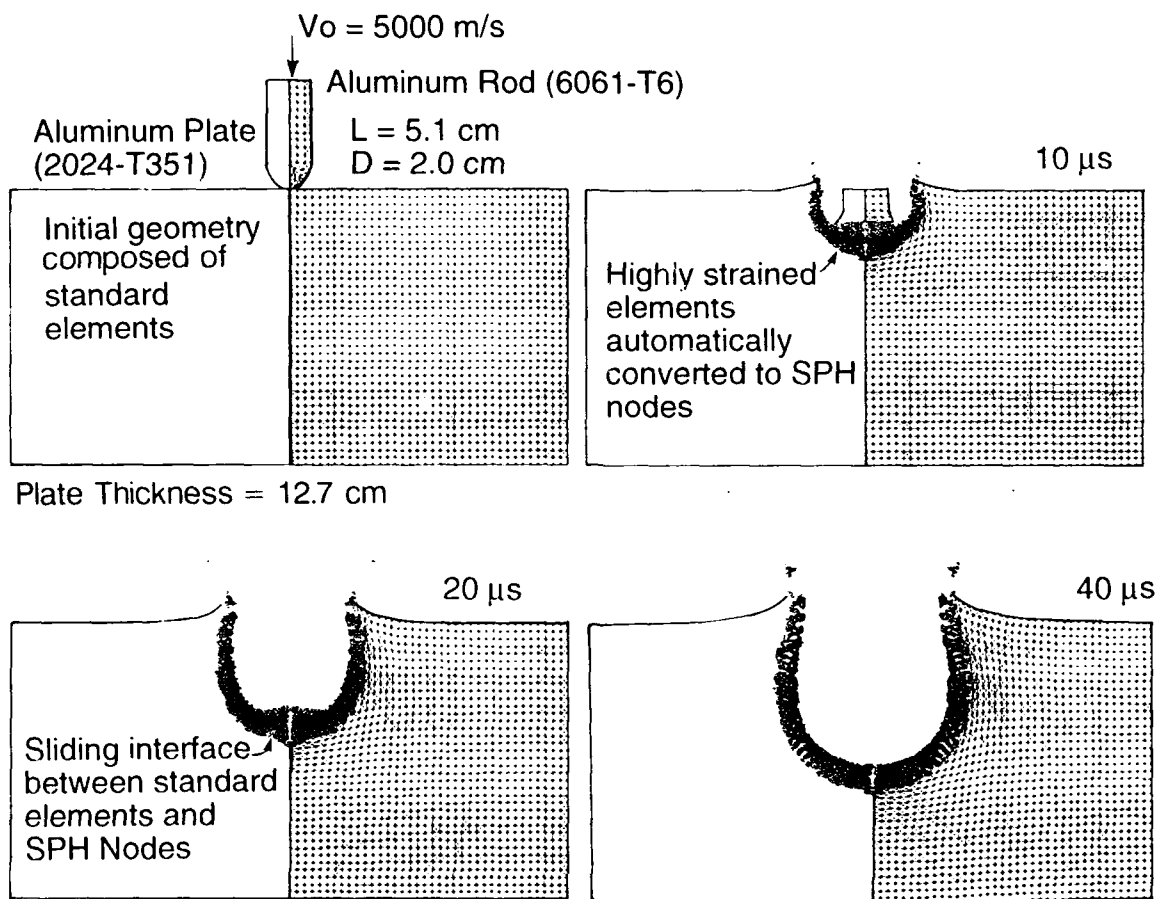 Vo = 5000 m/s
Aluminum Rod (6061-T6)
Aluminum Plate
(2024-T351)
L = 5.1 cm
D = 2.0 cm
Initial geometry
composed of
standard
elements
Plate Thickness = 12.7 cm
10 μs
Highly strained
elements
automatically
converted to SPH
nodes
20 μs
Sliding interface
between standard
elements and
SPH Nodes
40 μs